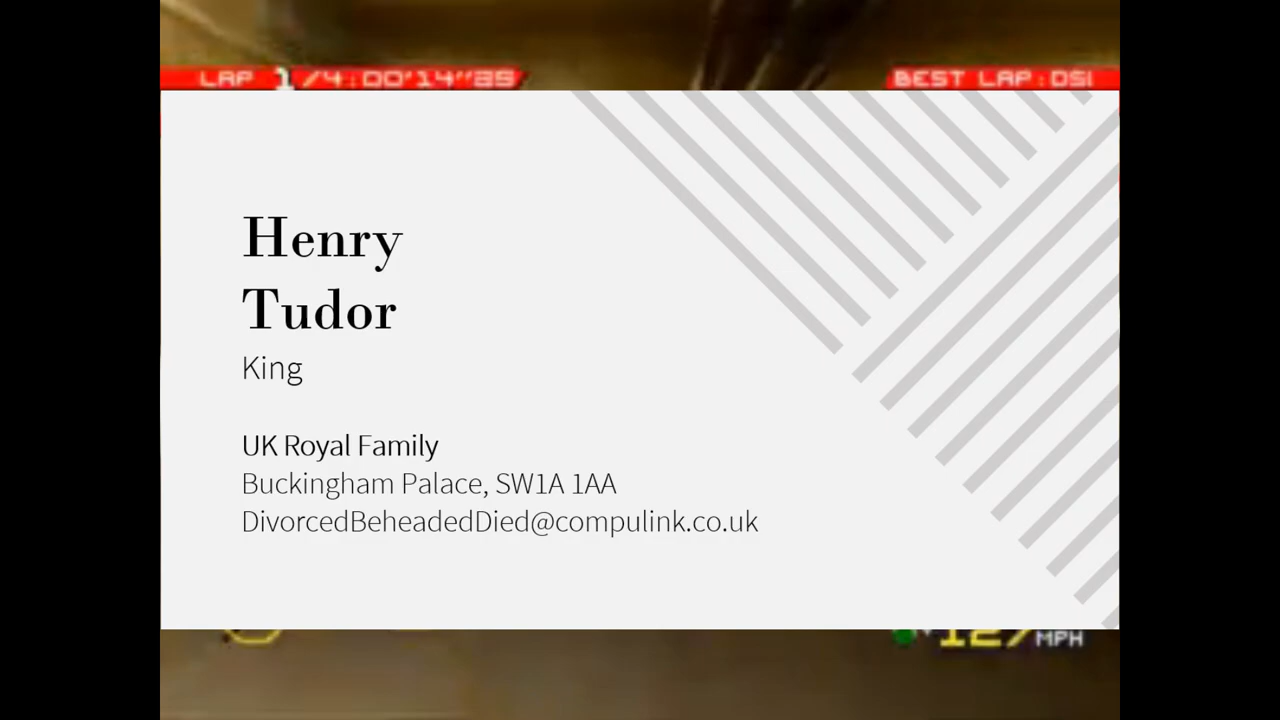 LAP 1 /4:00'14"85 BEST LAP:DSI
Henry
Tudor
King
UK Royal Family
Buckingham Palace, SW1A 1AA
DivorcedBeheadedDied@compulink.co.uk
127 MPH